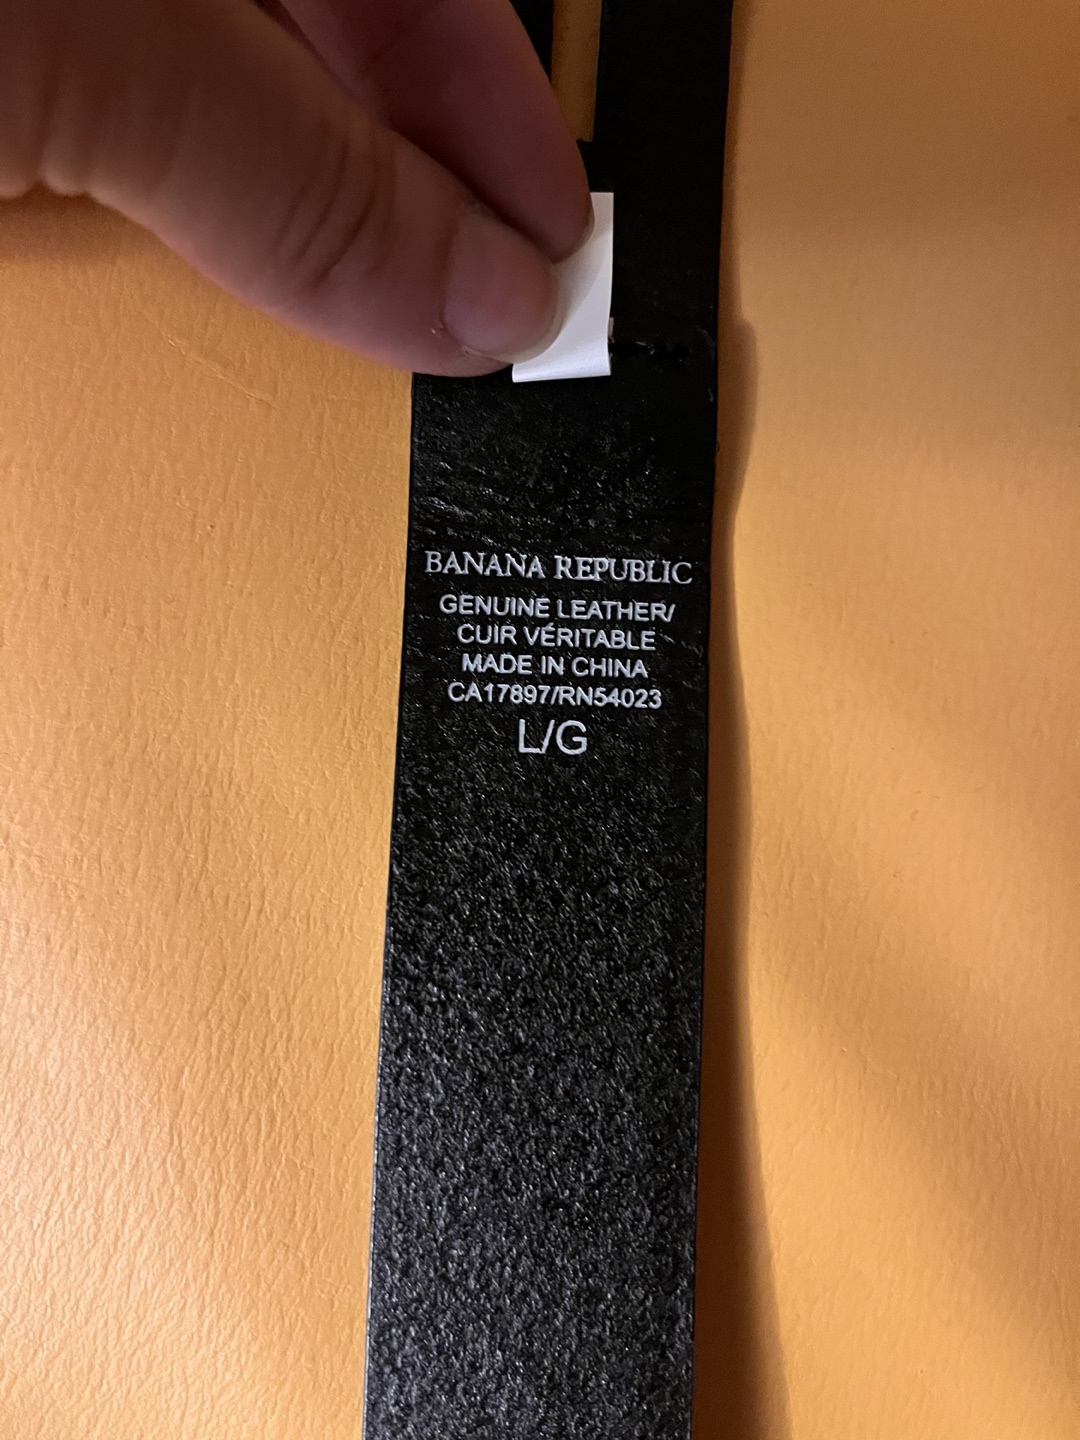 BANANA REPUBLIC
GENUINE LEATHER/
CUIR VÉRITABLE
MADE IN CHINA
CA17897/RN54023
L/G